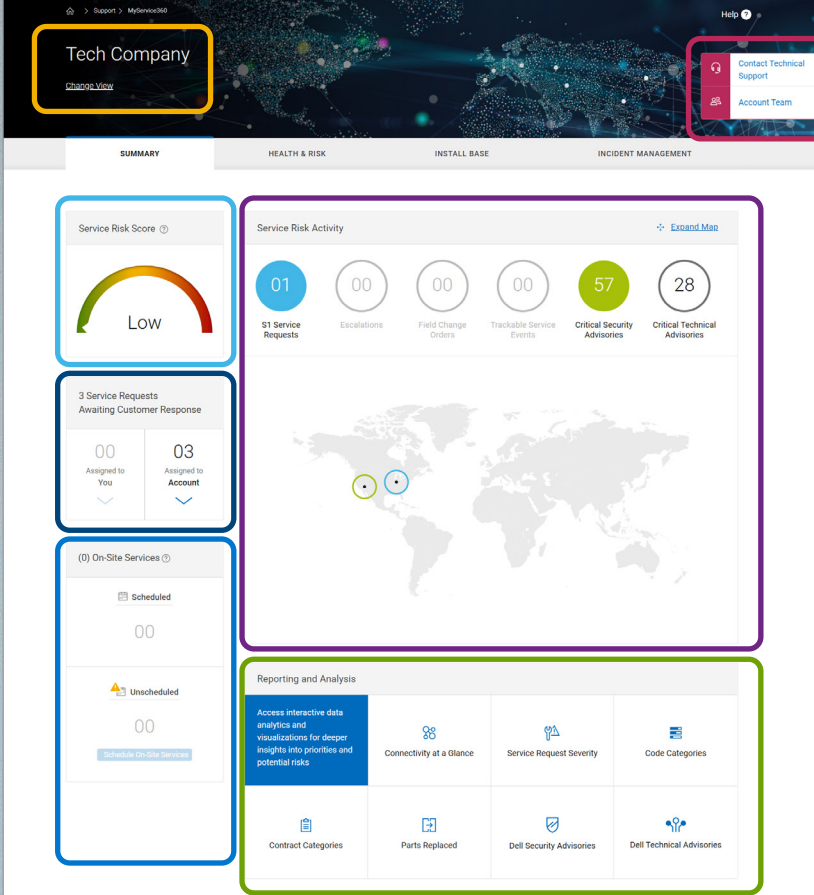 Support > MyService360
Help ?
Tech Company
Change View
Contact Technical
Support
Account Team
SUMMARY
HEALTH & RISK
INSTALL BASE
INCIDENT MANAGEMENT
Service Risk Score ?
Low
Service Risk Activity
Expand Map
01
00
00
00
57
28
S1 Service
Requests
Escalations
Field Change
Orders
Trackable Service
Events
Critical Security
Advisories
Critical Technical
Advisories
3 Service Requests
Awaiting Customer Response
00
Assigned to
You
03
Assigned to
Account
(0) On-Site Services ?
Scheduled
00
Unscheduled
00
Schedule On-Site Services
Reporting and Analysis
Access interactive data
analytics and
visualizations for deeper
insights into priorities and
potential risks
Connectivity at a Glance
Service Request Severity
Code Categories
Contract Categories
Parts Replaced
Dell Security Advisories
Dell Technical Advisories